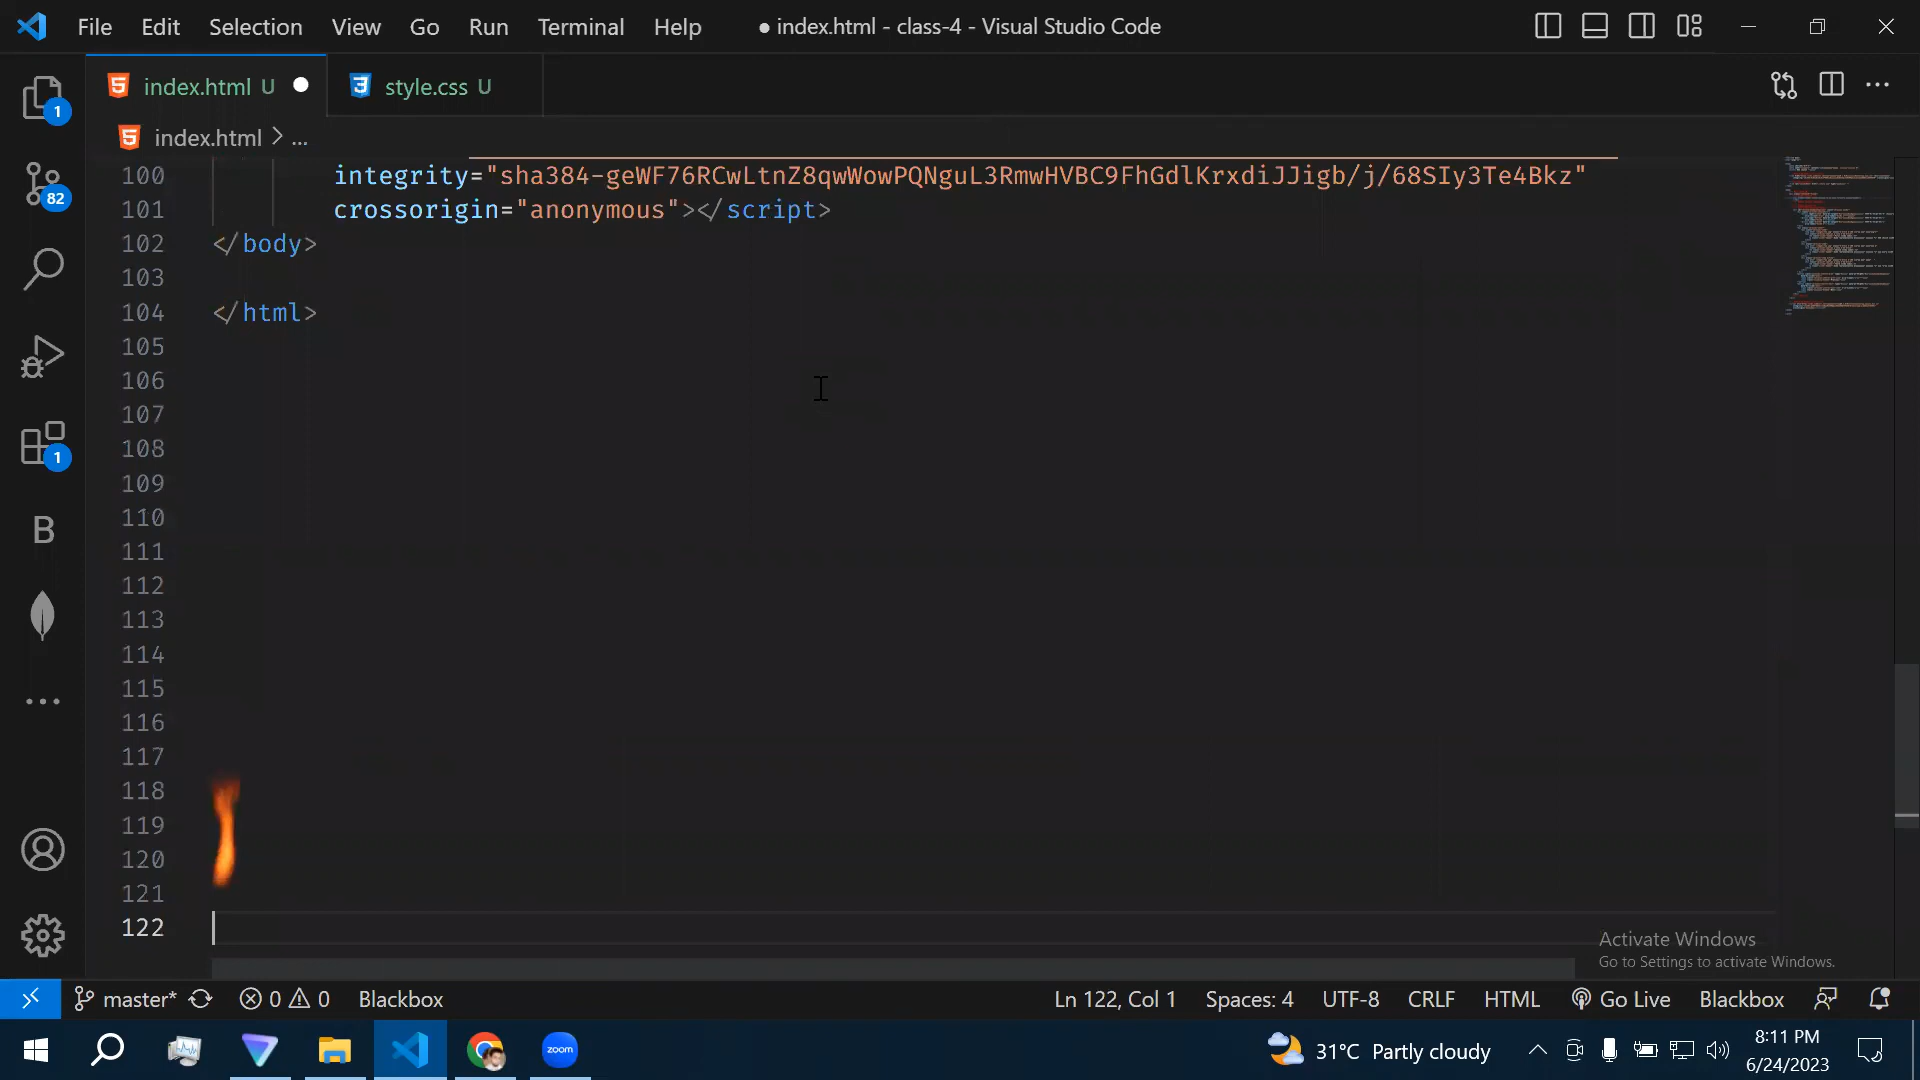 File Edit Selection View Go Run Terminal Help ● index.html - class-4 - Visual Studio Code
index.html U style.css U
index.html > ...
100 integrity="sha384-geWF76RCwLtnZ8qwWowPQNguL3RmwHVBC9FhGdlKrxdiJJigb/j/68SIy3Te4Bkz"
101 crossorigin="anonymous"></script>
102 </body>
103
104 </html>
105
106
107
108
109
110
111
112
113
114
115
116
117
118
119
120
121
122
1
82
1
B
Activate Windows
Go to Settings to activate Windows.
master* 0 0 Blackbox Ln 122, Col 1 Spaces: 4 UTF-8 CRLF HTML Go Live Blackbox
zoom 31°C Partly cloudy 8:11 PM
6/24/2023